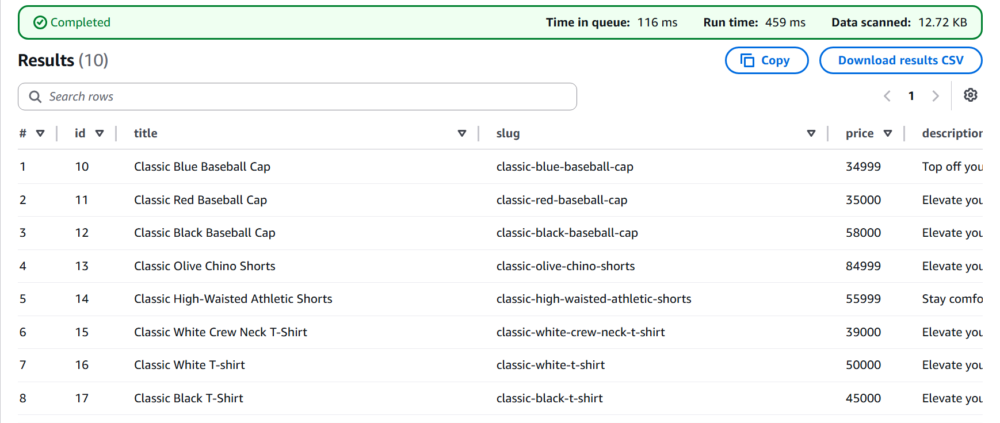 Completed Time in queue: 116 ms Run time: 459 ms Data scanned: 12.72 KB
Results (10) Copy Download results CSV
Search rows 1
# id title slug price description
1 10 Classic Blue Baseball Cap classic-blue-baseball-cap 34999 Top off you
2 11 Classic Red Baseball Cap classic-red-baseball-cap 35000 Elevate you
3 12 Classic Black Baseball Cap classic-black-baseball-cap 58000 Elevate you
4 13 Classic Olive Chino Shorts classic-olive-chino-shorts 84999 Elevate you
5 14 Classic High-Waisted Athletic Shorts classic-high-waisted-athletic-shorts 55999 Stay comfo
6 15 Classic White Crew Neck T-Shirt classic-white-crew-neck-t-shirt 39000 Elevate you
7 16 Classic White T-shirt classic-white-t-shirt 50000 Elevate you
8 17 Classic Black T-Shirt classic-black-t-shirt 45000 Elevate you